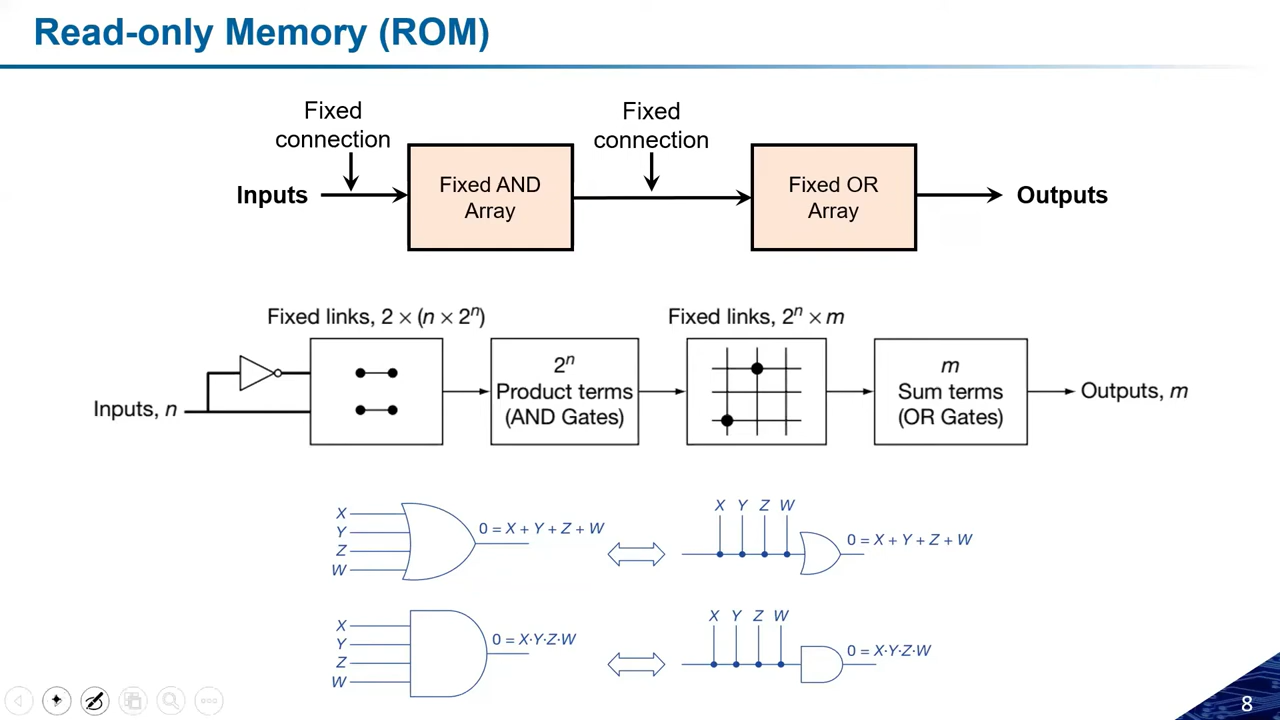 Read-only Memory (ROM)
Fixed
connection
Fixed
connection
Inputs
Fixed AND
Array
Fixed OR
Array
Outputs
Fixed links, 2 × (n × 2ⁿ)
Fixed links, 2ⁿ × m
Inputs, n
2ⁿ
Product terms
(AND Gates)
m
Sum terms
(OR Gates)
Outputs, m
X
Y
Z
W
0 = X + Y + Z + W
X Y Z W
0 = X + Y + Z + W
X
Y
Z
W
0 = X·Y·Z·W
X Y Z W
0 = X·Y·Z·W
8